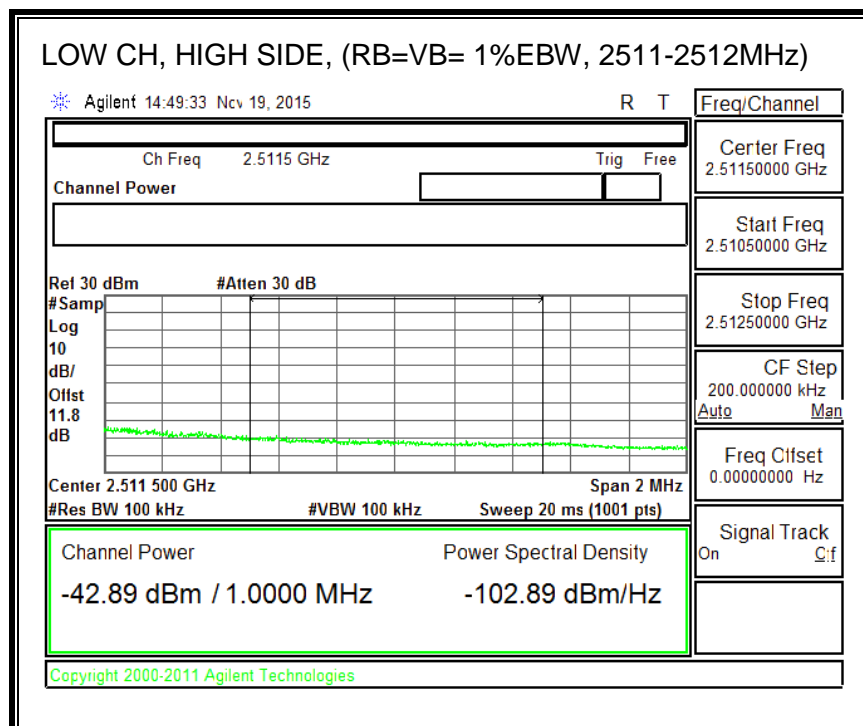 LOW CH, HIGH SIDE, (RB=VB= 1%EBW, 2511-2512MHz)
Agilent 14:49:33 Nov 19, 2015 R T
Freq/Channel
Ch Freq 2.5115 GHz Trig Free
Channel Power
Center Freq
2.51150000 GHz
Start Freq
2.51050000 GHz
Stop Freq
2.51250000 GHz
CF Step
200.000000 kHz
Auto Man
Freq Offset
0.00000000 Hz
Signal Track
On Off
Ref 30 dBm #Atten 30 dB
#Samp
Log
10
dB/
Offst
11.8
dB
Center 2.511 500 GHz Span 2 MHz
#Res BW 100 kHz #VBW 100 kHz Sweep 20 ms (1001 pts)
Channel Power Power Spectral Density
-42.89 dBm / 1.0000 MHz -102.89 dBm/Hz
Copyright 2000-2011 Agilent Technologies